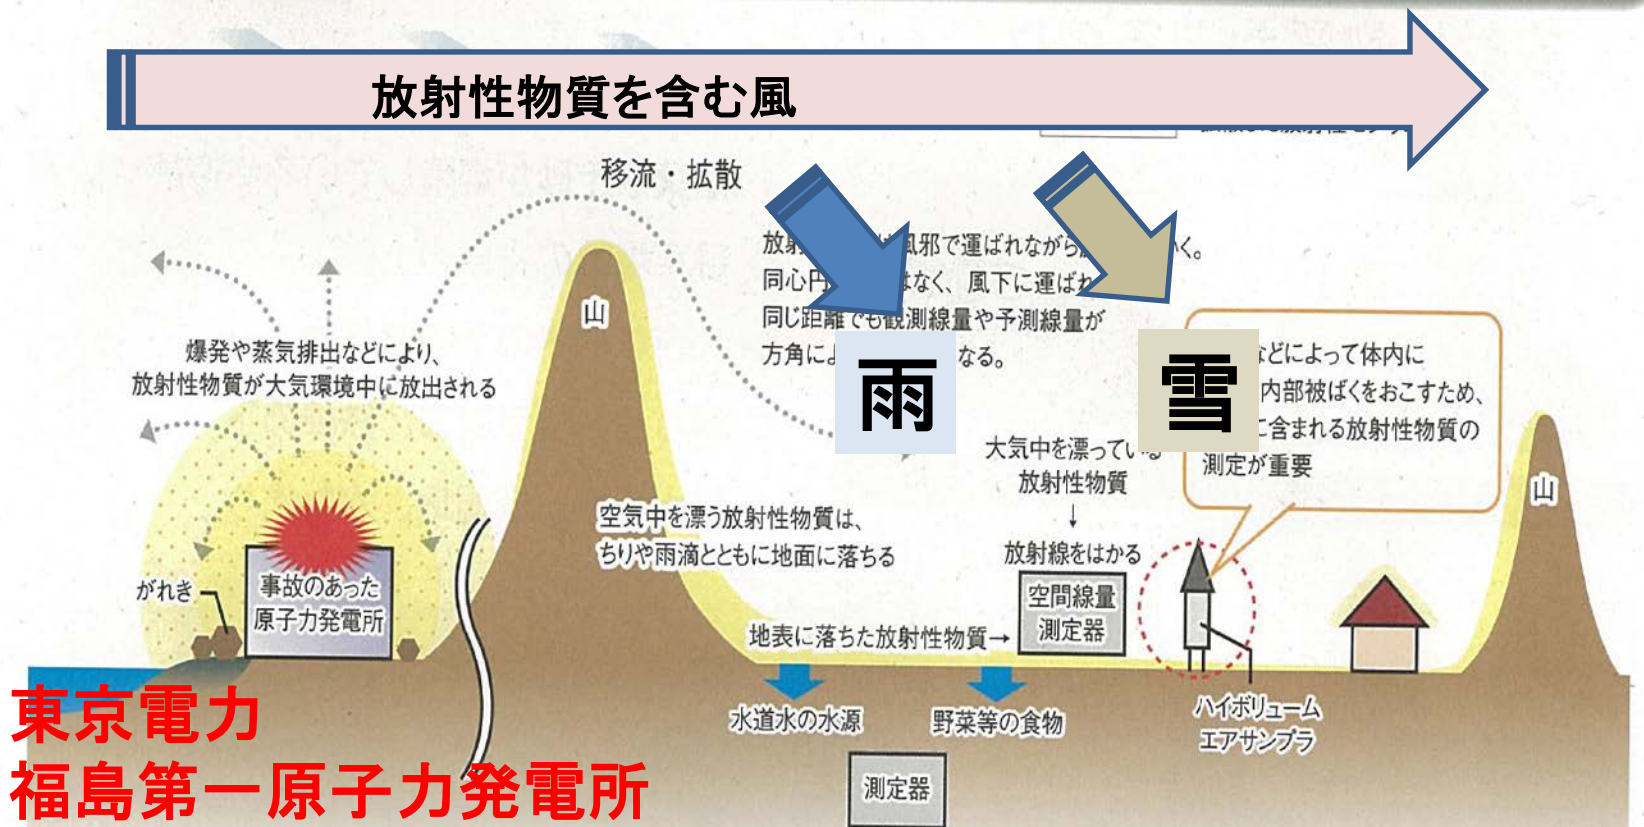 放射性物質を含む風
移流・拡散
放射 風邪で運ばれながら く。
同心円 はなく、風下に運ばれ
同じ距離でも観測線量や予測線量が
方角によ なる。
雨
雪
などによって体内に
内部被ばくをおこすため、
に含まれる放射性物質の
測定が重要
爆発や蒸気排出などにより、
放射性物質が大気環境中に放出される
山
山
大気中を漂っている
放射性物質
↓
放射線をはかる
空気中を漂う放射性物質は、
ちりや雨滴とともに地面に落ちる
がれき
事故のあった
原子力発電所
空間線量
測定器
地表に落ちた放射性物質→
水道水の水源
野菜等の食物
ハイボリューム
エアサンプラ
測定器
東京電力
福島第一原子力発電所